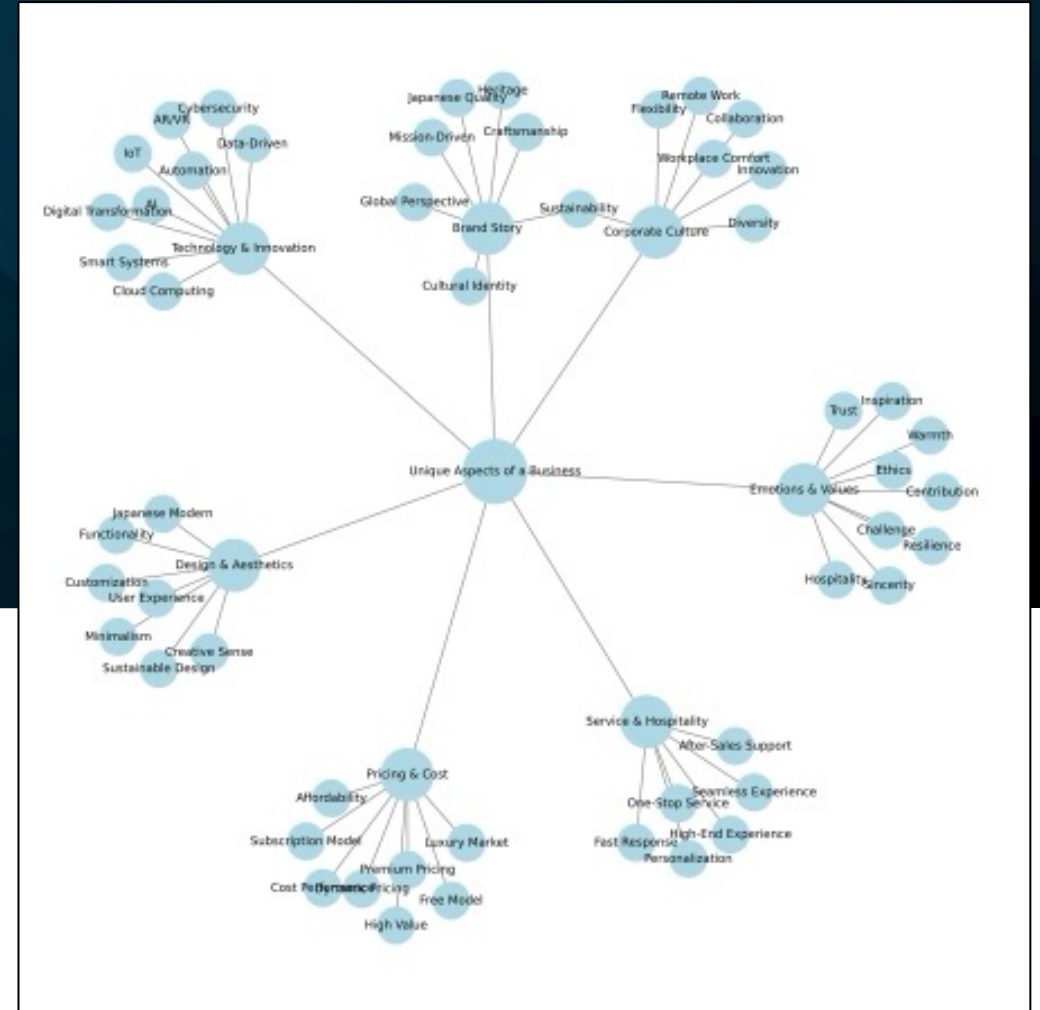 Cybersecurity
AR/VR
Data-Driven
IoT
Automation
AI
Digital Transformation
Technology & Innovation
Smart Systems
Cloud Computing
Heritage
Japanese Quality
Craftsmanship
Mission-Driven
Global Perspective
Sustainability
Brand Story
Cultural Identity
Remote Work
Flexibility
Collaboration
Workplace Comfort
Innovation
Diversity
Corporate Culture
Unique Aspects of a Business
Inspiration
Trust
Warmth
Ethics
Emotions & Values
Contribution
Challenge
Resilience
Hospitality
Sincerity
Japanese Modern
Functionality
Design & Aesthetics
Customization
User Experience
Minimalism
Creative Sense
Sustainable Design
Service & Hospitality
After-Sales Support
Seamless Experience
One-Stop Service
High-End Experience
Fast Response
Personalization
Pricing & Cost
Affordability
Subscription Model
Luxury Market
Premium Pricing
Cost Performance
Dynamic Pricing
Free Model
High Value